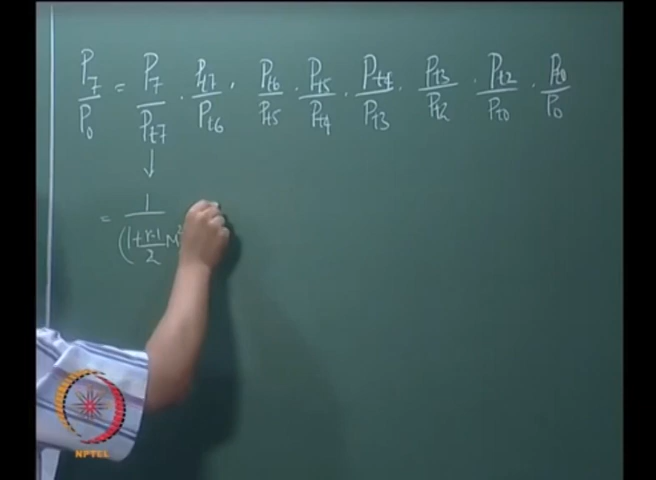 P7/P0 = P7/Pt7 · Pt7/Pt6 · Pt6/Pt5 · Pt5/Pt4 · Pt4/Pt3 · Pt3/Pt2 · Pt2/Pt0 · Pt0/P0
↓
= 1/(1+γ-1/2 M²
NPTEL